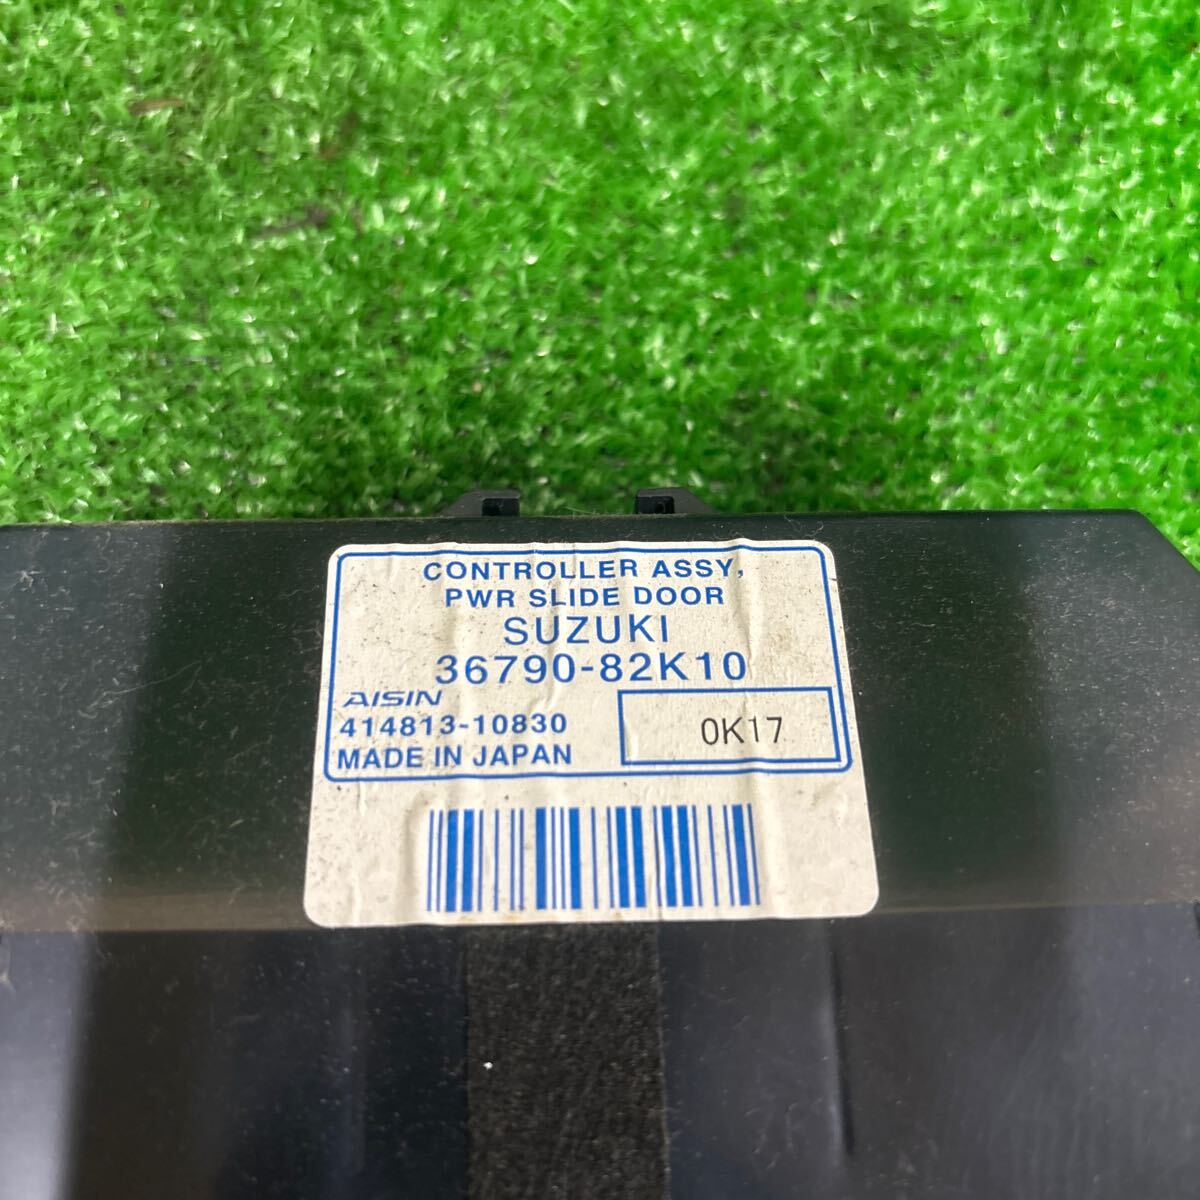 CONTROLLER ASSY,
PWR SLIDE DOOR
SUZUKI
36790-82K10
AISIN
414813-10830
0K17
MADE IN JAPAN